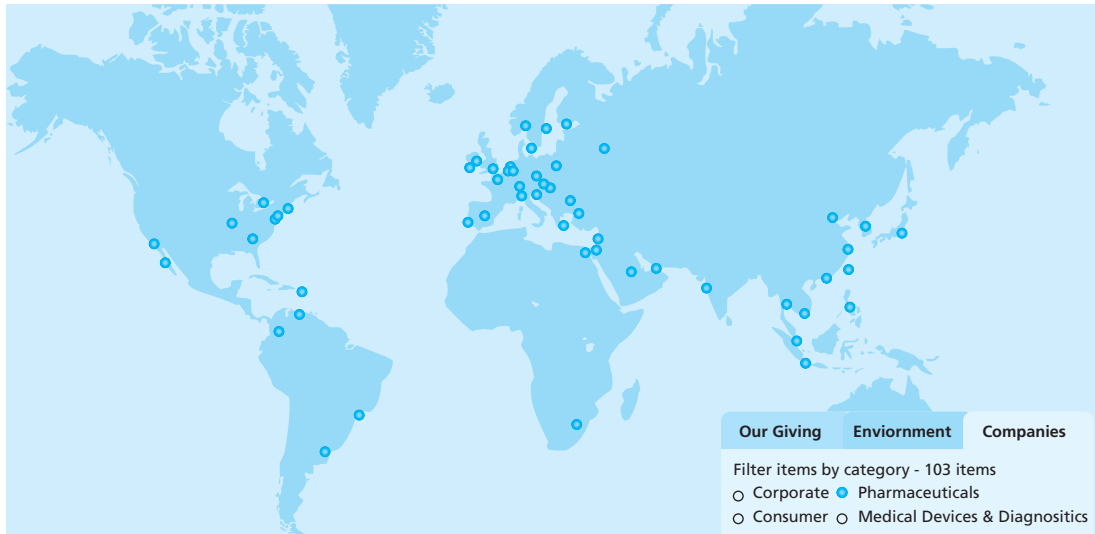 Our Giving Enviornment Companies
Filter items by category - 103 items
Corporate Pharmaceuticals
Consumer Medical Devices & Diagnositics